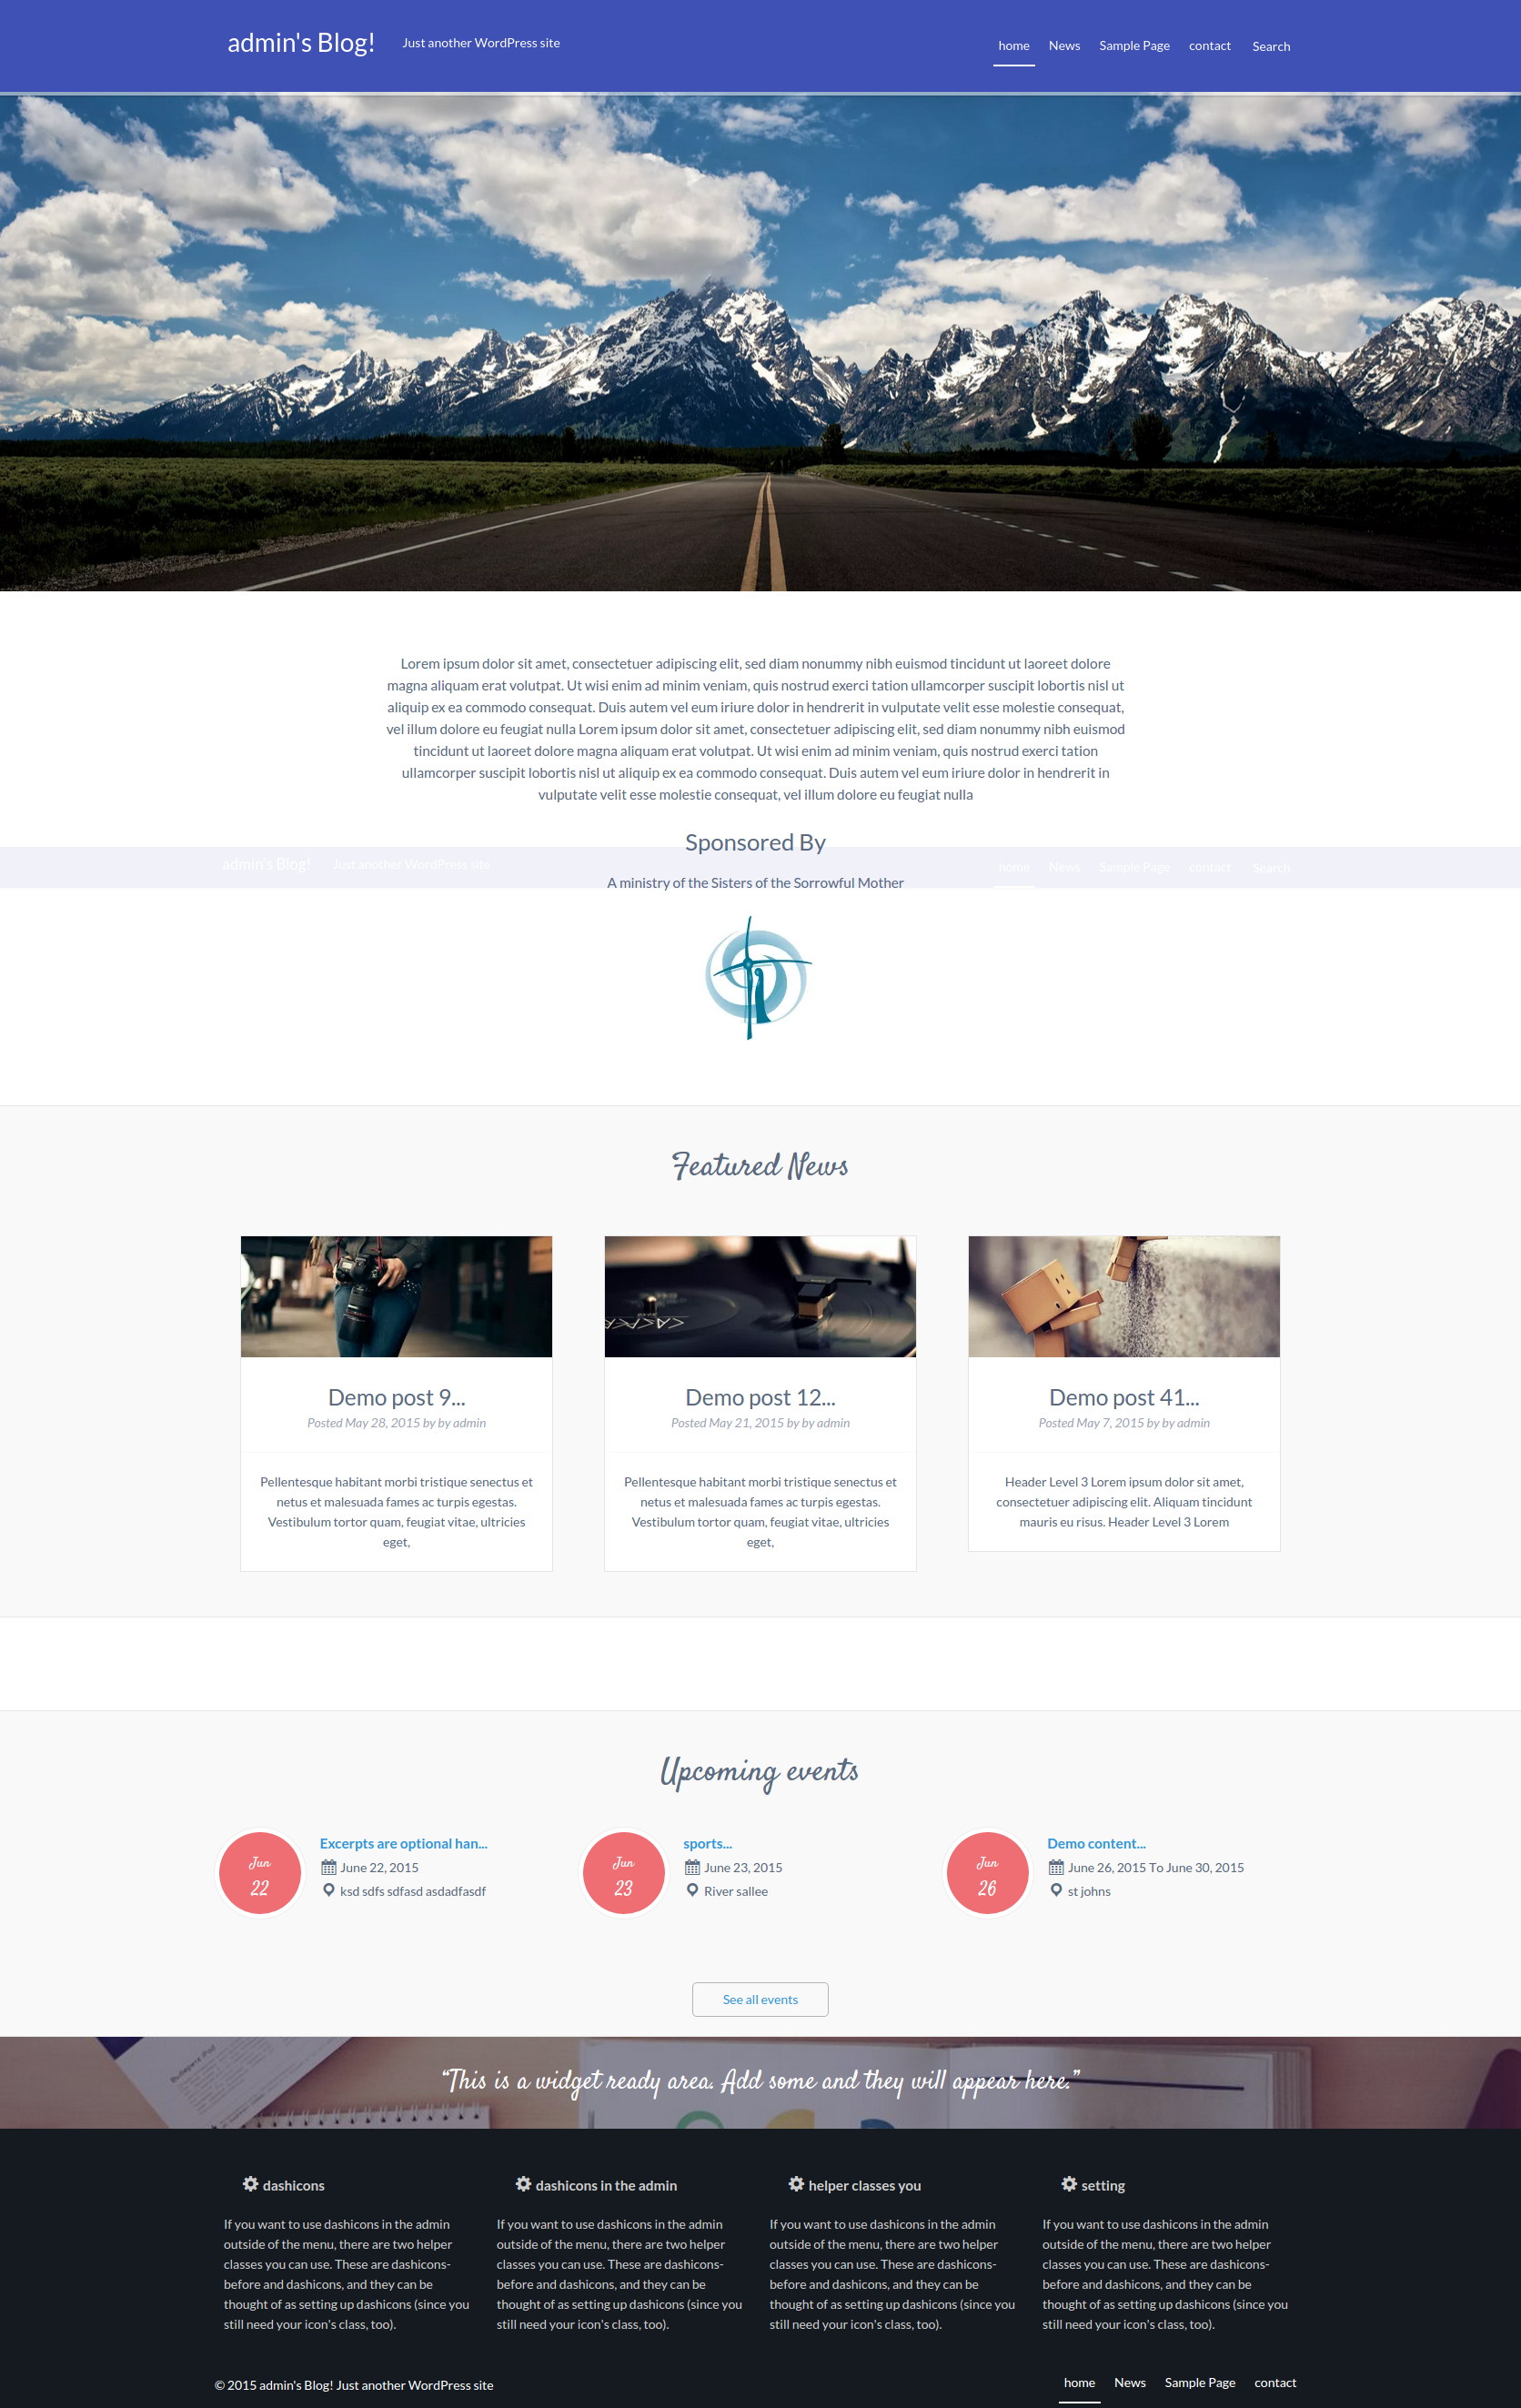 admin's Blog!
Just another WordPress site
home News Sample Page contact Search
Lorem ipsum dolor sit amet, consectetuer adipiscing elit, sed diam nonummy nibh euismod tincidunt ut laoreet dolore
magna aliquam erat volutpat. Ut wisi enim ad minim veniam, quis nostrud exerci tation ullamcorper suscipit lobortis nisl ut
aliquip ex ea commodo consequat. Duis autem vel eum iriure dolor in hendrerit in vulputate velit esse molestie consequat,
vel illum dolore eu feugiat nulla Lorem ipsum dolor sit amet, consectetuer adipiscing elit, sed diam nonummy nibh euismod
tincidunt ut laoreet dolore magna aliquam erat volutpat. Ut wisi enim ad minim veniam, quis nostrud exerci tation
ullamcorper suscipit lobortis nisl ut aliquip ex ea commodo consequat. Duis autem vel eum iriure dolor in hendrerit in
vulputate velit esse molestie consequat, vel illum dolore eu feugiat nulla
Sponsored By
admin's Blog!
Just another WordPress site
home News Sample Page contact Search
A ministry of the Sisters of the Sorrowful Mother
Featured News
Demo post 9...
Posted May 28, 2015 by by admin
Pellentesque habitant morbi tristique senectus et
netus et malesuada fames ac turpis egestas.
Vestibulum tortor quam, feugiat vitae, ultricies
eget,
Demo post 12...
Posted May 21, 2015 by by admin
Pellentesque habitant morbi tristique senectus et
netus et malesuada fames ac turpis egestas.
Vestibulum tortor quam, feugiat vitae, ultricies
eget,
Demo post 41...
Posted May 7, 2015 by by admin
Header Level 3 Lorem ipsum dolor sit amet,
consectetuer adipiscing elit. Aliquam tincidunt
mauris eu risus. Header Level 3 Lorem
Upcoming events
Jun
22
Excerpts are optional han...
June 22, 2015
ksd sdfs sdfasd asdadfasdf
Jun
23
sports...
June 23, 2015
River sallee
Jun
26
Demo content...
June 26, 2015 To June 30, 2015
st johns
See all events
“This is a widget ready area. Add some and they will appear here.”
dashicons
If you want to use dashicons in the admin
outside of the menu, there are two helper
classes you can use. These are dashicons-
before and dashicons, and they can be
thought of as setting up dashicons (since you
still need your icon's class, too).
dashicons in the admin
If you want to use dashicons in the admin
outside of the menu, there are two helper
classes you can use. These are dashicons-
before and dashicons, and they can be
thought of as setting up dashicons (since you
still need your icon's class, too).
helper classes you
If you want to use dashicons in the admin
outside of the menu, there are two helper
classes you can use. These are dashicons-
before and dashicons, and they can be
thought of as setting up dashicons (since you
still need your icon's class, too).
setting
If you want to use dashicons in the admin
outside of the menu, there are two helper
classes you can use. These are dashicons-
before and dashicons, and they can be
thought of as setting up dashicons (since you
still need your icon's class, too).
© 2015 admin's Blog! Just another WordPress site
home News Sample Page contact